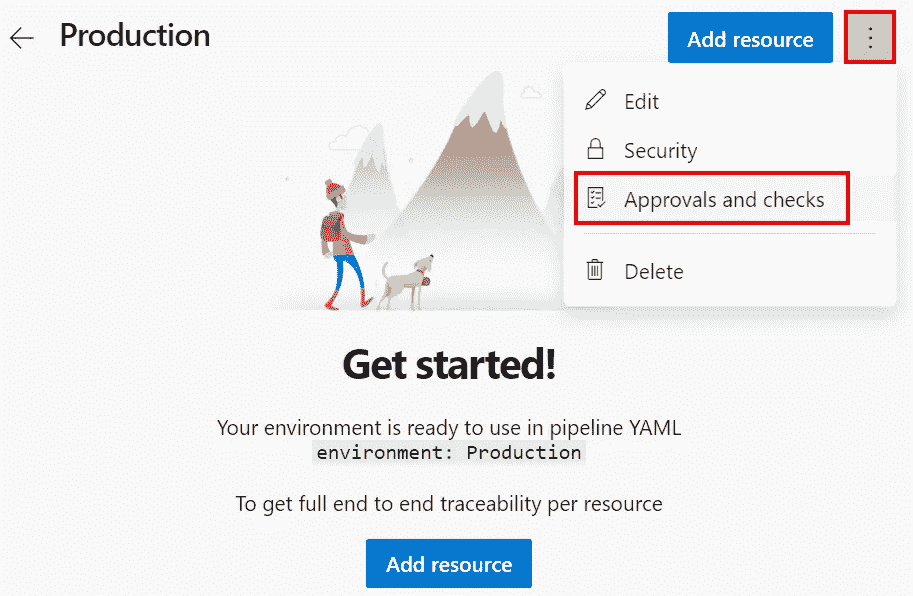 Production
Add resource
Edit
Security
Approvals and checks
Delete
Get started!
Your environment is ready to use in pipeline YAML
environment: Production
To get full end to end traceability per resource
Add resource